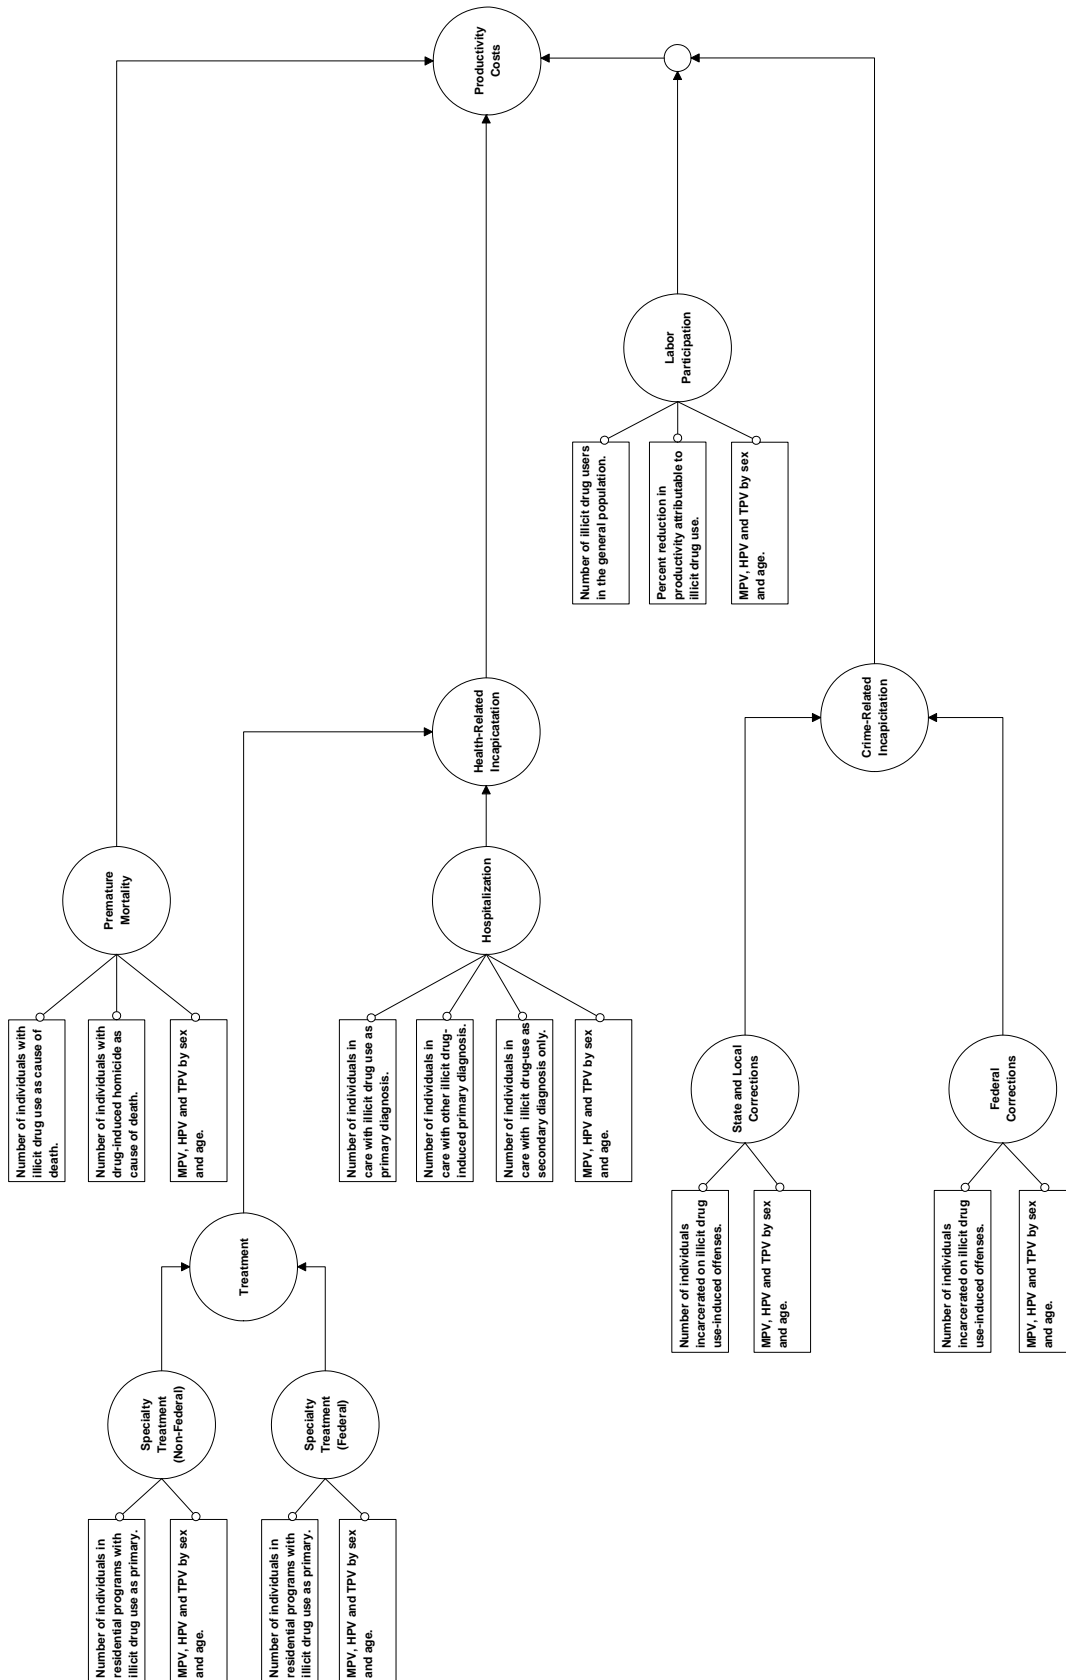 Number of individuals with
illicit drug use as cause of
death.
Number of individuals with
drug-induced homicide as
cause of death.
MPV, HPV and TPV by sex
and age.
Premature
Mortality
Number of individuals in
residential programs with
illicit drug use as primary.
MPV, HPV and TPV by sex
and age.
Specialty
Treatment
(Non-Federal)
Number of individuals in
residential programs with
illicit drug use as primary.
MPV, HPV and TPV by sex
and age.
Specialty
Treatment
(Federal)
Treatment
Number of individuals in
care with illicit drug use as
primary diagnosis.
Number of individuals in
care with other illicit drug-
induced primary diagnosis.
Number of individuals in
care with illicit drug-use as
secondary diagnosis only.
MPV, HPV and TPV by sex
and age.
Hospitalization
Health-Related
Incapicatation
Productivity
Costs
Number of illicit drug users
in the general population.
Percent reduction in
productivity attributable to
illicit drug use.
MPV, HPV and TPV by sex
and age.
Labor
Participation
Number of individuals
incarcerated on illicit drug
use-induced offenses.
MPV, HPV and TPV by sex
and age.
State and Local
Corrections
Crime-Related
Incapicitation
Number of individuals
incarcerated on illicit drug
use-induced offenses.
MPV, HPV and TPV by sex
and age.
Federal
Corrections